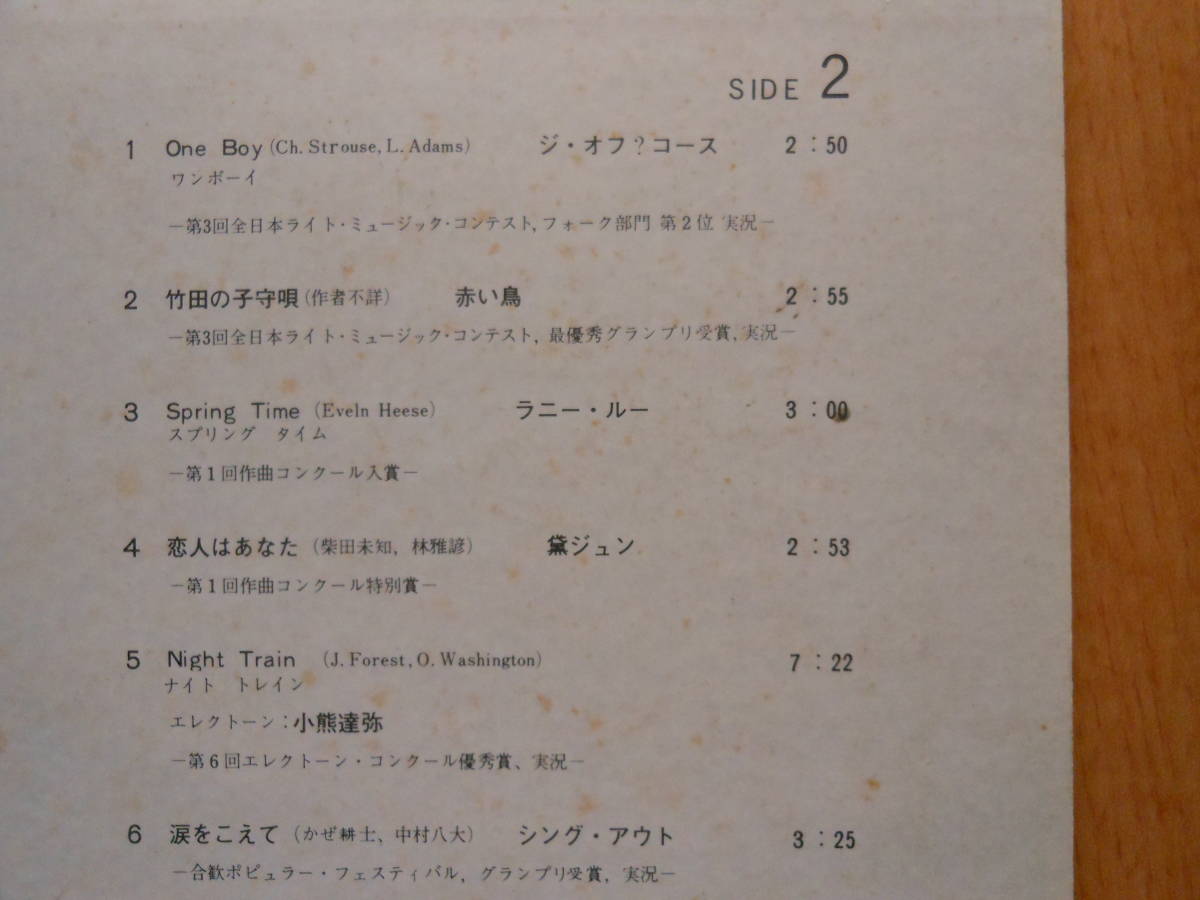 SIDE 2
1 One Boy (Ch. Strouse, L. Adams) ジ・オフ?コース 2:50
ワンボーイ
—第3回全日本ライト・ミュージック・コンテスト, フォーク部門 第2位 実況—
2 竹田の子守唄 (作者不詳) 赤い鳥 2:55
—第3回全日本ライト・ミュージック・コンテスト, 最優秀グランプリ受賞, 実況—
3 Spring Time (Eveln Heese) ラニー・ルー 3:00
スプリング タイム
—第1回作曲コンクール入賞—
4 恋人はあなた (柴田未知, 林雅諺) 黛ジュン 2:53
—第1回作曲コンクール特別賞—
5 Night Train (J. Forest, O. Washington) 7:22
ナイト トレイン
エレクトーン:小熊達弥
—第6回エレクトーン・コンクール優秀賞、実況—
6 涙をこえて (かぜ耕士、中村八大) シング・アウト 3:25
—合歓ポピュラー・フェスティバル, グランプリ受賞, 実況—